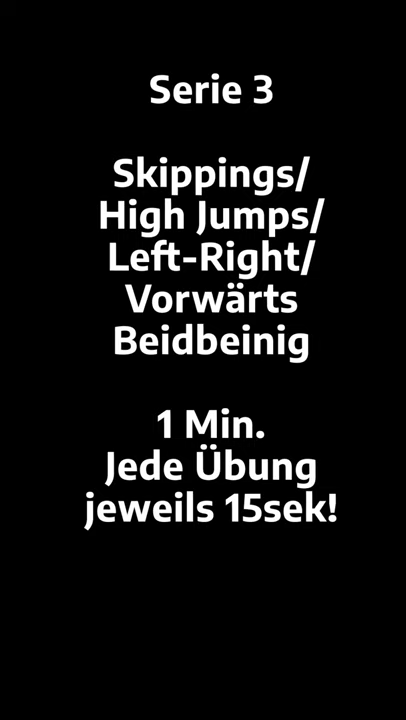 Serie 3
Skippings/
High Jumps/
Left-Right/
Vorwärts
Beidbeinig
1 Min.
Jede Übung
jeweils 15sek!